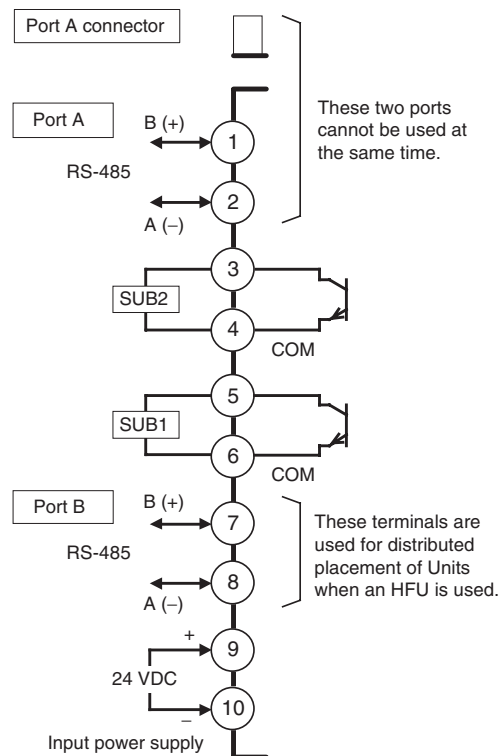 Port A connector
These two ports
cannot be used at
the same time.
Port A
B (+)
1
RS-485
2
A (–)
3
SUB2
4
COM
5
SUB1
6
COM
Port B
B (+)
7
RS-485
These terminals are
used for distributed
placement of Units
when an HFU is used.
8
A (–)
+
9
24 VDC
–
10
Input power supply